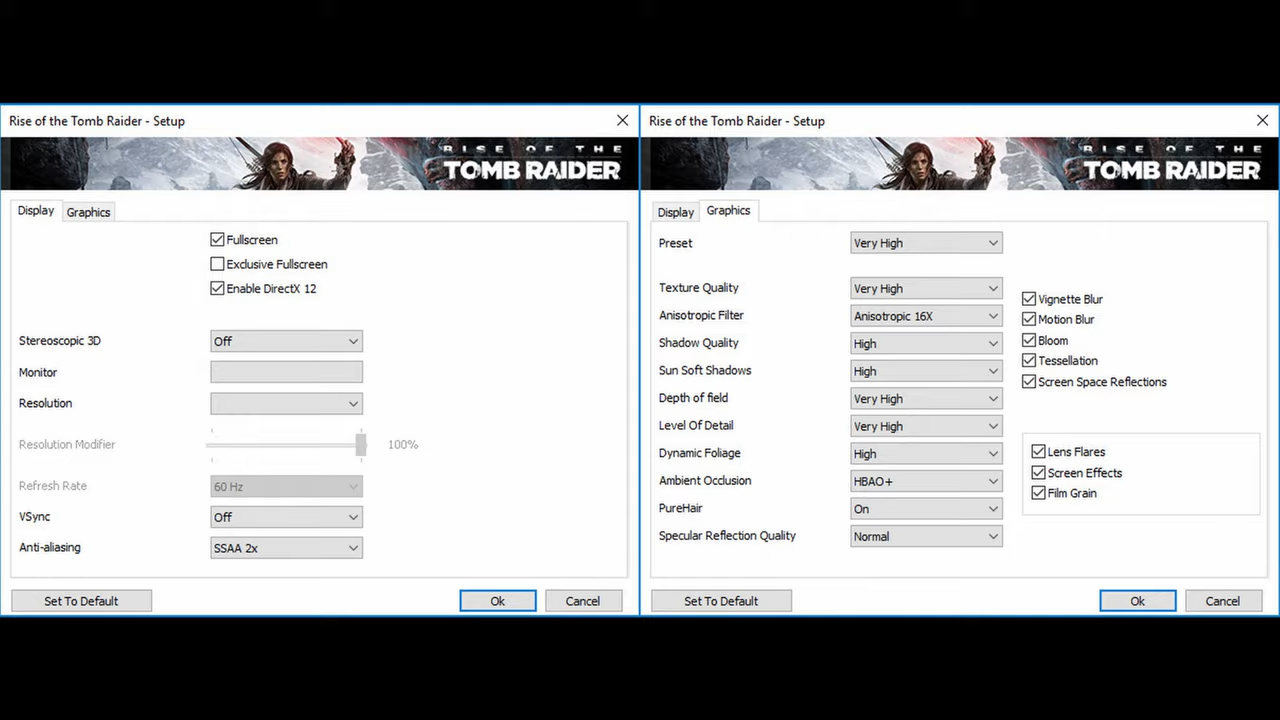 Rise of the Tomb Raider - Setup
RISE OF THE
TOMB RAIDER
Display Graphics
Fullscreen
Exclusive Fullscreen
Enable DirectX 12
Stereoscopic 3D Off
Monitor
Resolution
Resolution Modifier 100%
Refresh Rate 60 Hz
VSync Off
Anti-aliasing SSAA 2x
Set To Default Ok Cancel
Rise of the Tomb Raider - Setup
RISE OF THE
TOMB RAIDER
Display Graphics
Preset Very High
Texture Quality Very High
Anisotropic Filter Anisotropic 16X
Shadow Quality High
Sun Soft Shadows High
Depth of field Very High
Level Of Detail Very High
Dynamic Foliage High
Ambient Occlusion HBAO+
PureHair On
Specular Reflection Quality Normal
Vignette Blur
Motion Blur
Bloom
Tessellation
Screen Space Reflections
Lens Flares
Screen Effects
Film Grain
Set To Default Ok Cancel